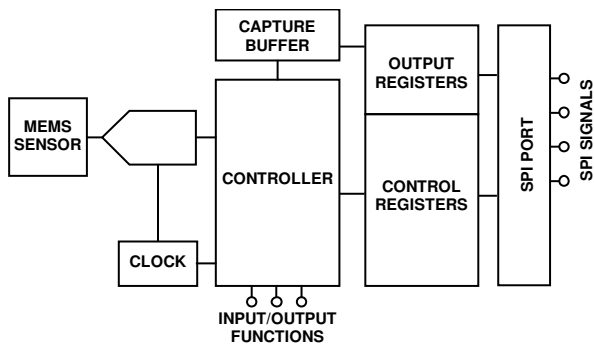 CAPTURE
BUFFER
OUTPUT
REGISTERS
MEMS
SENSOR
CONTROLLER
CONTROL
REGISTERS
SPI PORT
SPI SIGNALS
CLOCK
INPUT/OUTPUT
FUNCTIONS